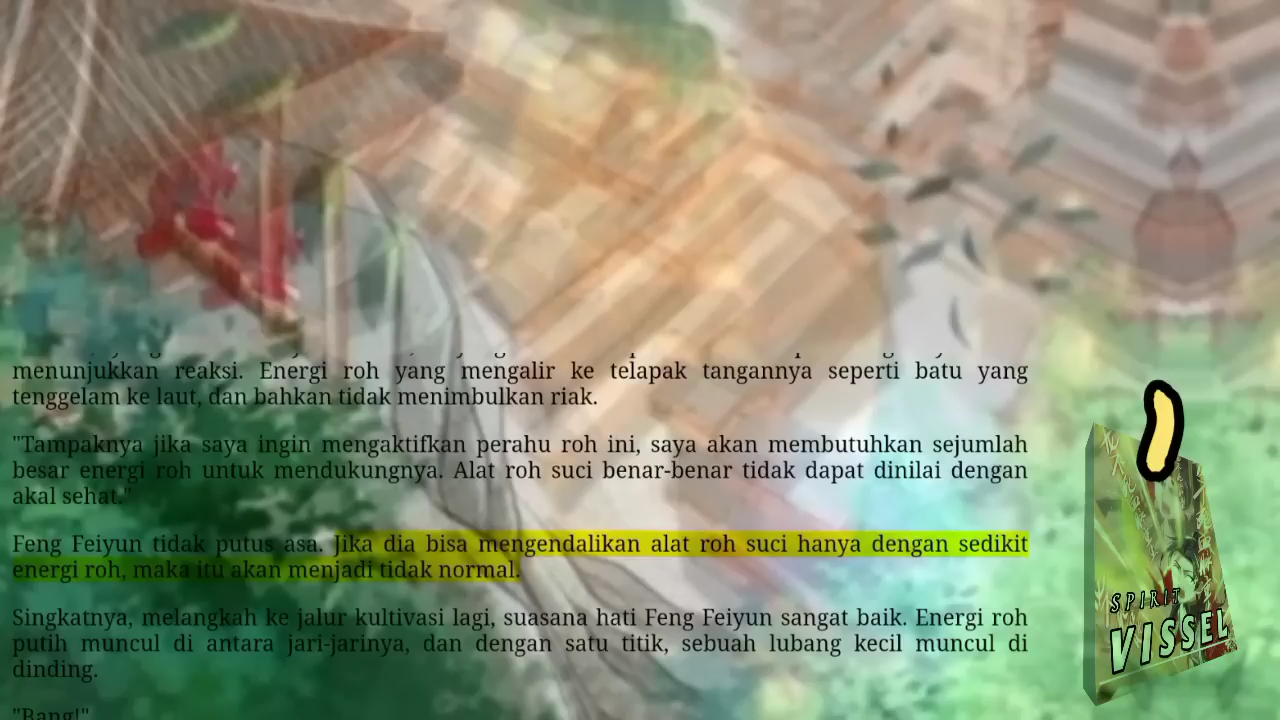 menunjukkan reaksi. Energi roh yang mengalir ke telapak tangannya seperti batu yang
tenggelam ke laut, dan bahkan tidak menimbulkan riak.
"Tampaknya jika saya ingin mengaktifkan perahu roh ini, saya akan membutuhkan sejumlah
besar energi roh untuk mendukungnya. Alat roh suci benar-benar tidak dapat dinilai dengan
akal sehat."
Feng Feiyun tidak putus asa. Jika dia bisa mengendalikan alat roh suci hanya dengan sedikit
energi roh, maka itu akan menjadi tidak normal.
Singkatnya, melangkah ke jalur kultivasi lagi, suasana hati Feng Feiyun sangat baik. Energi roh
putih muncul di antara jari-jarinya, dan dengan satu titik, sebuah lubang kecil muncul di
dinding.
"Bang!"
SPIRIT
VISSEL